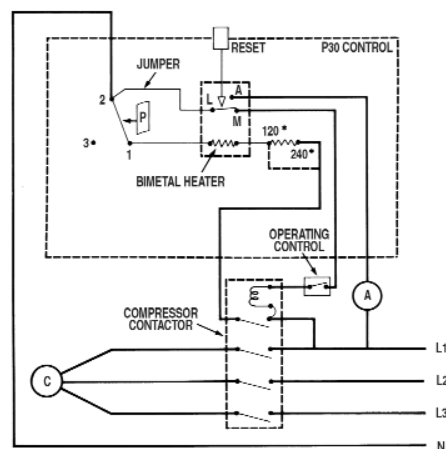 RESET
P30 CONTROL
JUMPER
2
L
A
P
M
3
1
120*
240*
BIMETAL HEATER
OPERATING
CONTROL
A
COMPRESSOR
CONTACTOR
C
L1
L2
L3
N